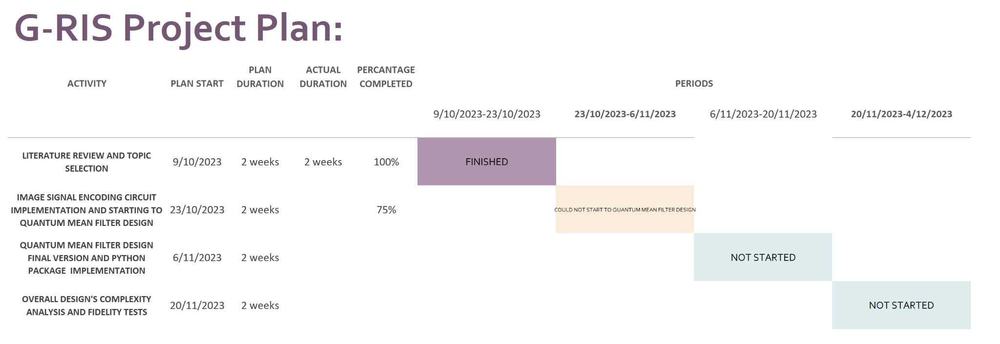 G-RIS Project Plan:
ACTIVITY
PLAN START
PLAN
DURATION
ACTUAL
DURATION
PERCANTAGE
COMPLETED
PERIODS
9/10/2023-23/10/2023
23/10/2023-6/11/2023
6/11/2023-20/11/2023
20/11/2023-4/12/2023
LITERATURE REVIEW AND TOPIC
SELECTION
9/10/2023
2 weeks
2 weeks
100%
FINISHED
IMAGE SIGNAL ENCODING CIRCUIT
IMPLEMENTATION AND STARTING TO
QUANTUM MEAN FILTER DESIGN
23/10/2023
2 weeks
75%
COULD NOT START TO QUANTUM MEAN FILTER DESIGN
QUANTUM MEAN FILTER DESIGN
FINAL VERSION AND PYTHON
PACKAGE  IMPLEMENTATION
6/11/2023
2 weeks
NOT STARTED
OVERALL DESIGN'S COMPLEXITY
ANALYSIS AND FIDELITY TESTS
20/11/2023
2 weeks
NOT STARTED